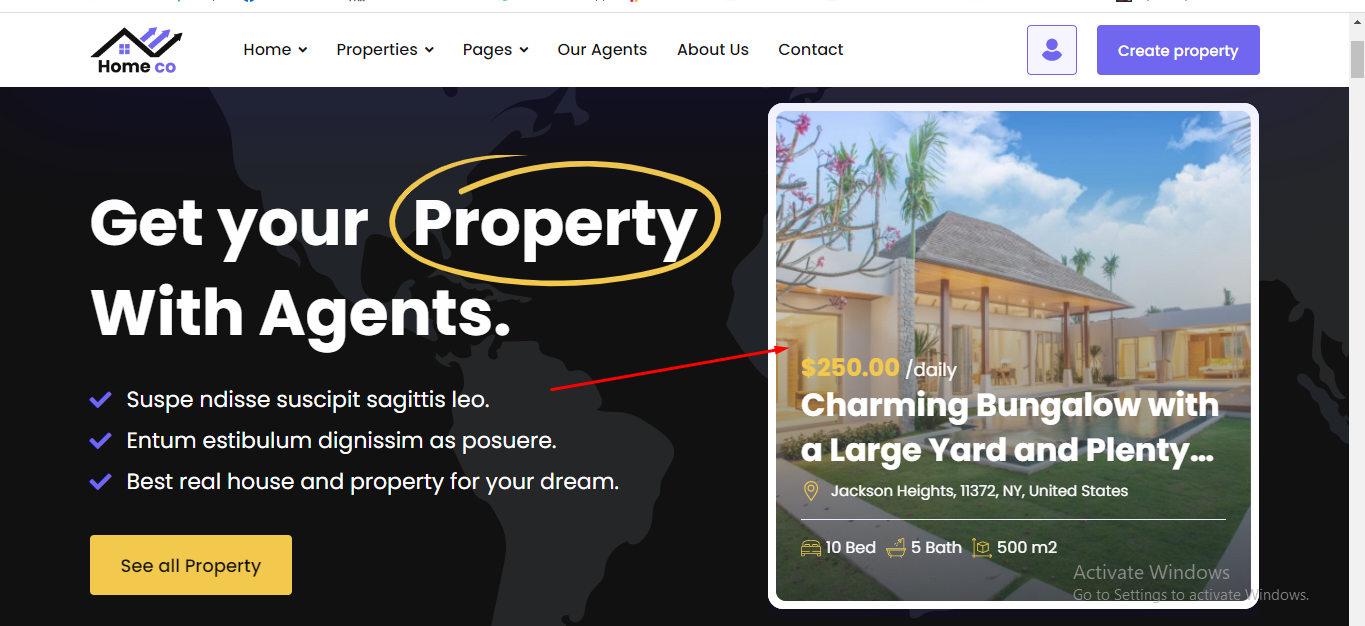 Home co
Home
Properties
Pages
Our Agents
About Us
Contact
Create property
Get your Property
With Agents.
Suspe ndisse suscipit sagittis leo.
Entum estibulum dignissim as posuere.
Best real house and property for your dream.
See all Property
$250.00 /daily
Charming Bungalow with
a Large Yard and Plenty...
Jackson Heights, 11372, NY, United States
10 Bed 5 Bath 500 m2
Activate Windows
Go to Settings to activate Windows.